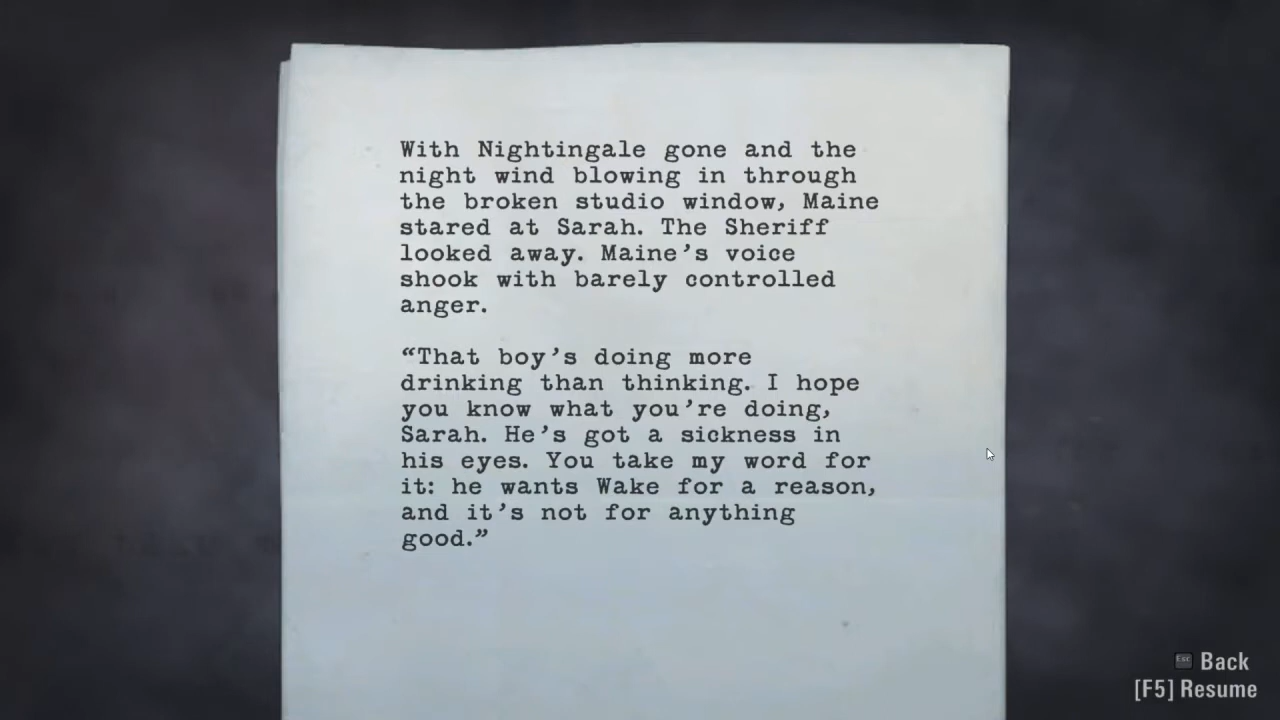 With Nightingale gone and the
night wind blowing in through
the broken studio window, Maine
stared at Sarah. The Sheriff
looked away. Maine’s voice
shook with barely controlled
anger.
“That boy’s doing more
drinking than thinking. I hope
you know what you’re doing,
Sarah. He’s got a sickness in
his eyes. You take my word for
it: he wants Wake for a reason,
and it’s not for anything
good.”
Esc Back
[F5] Resume